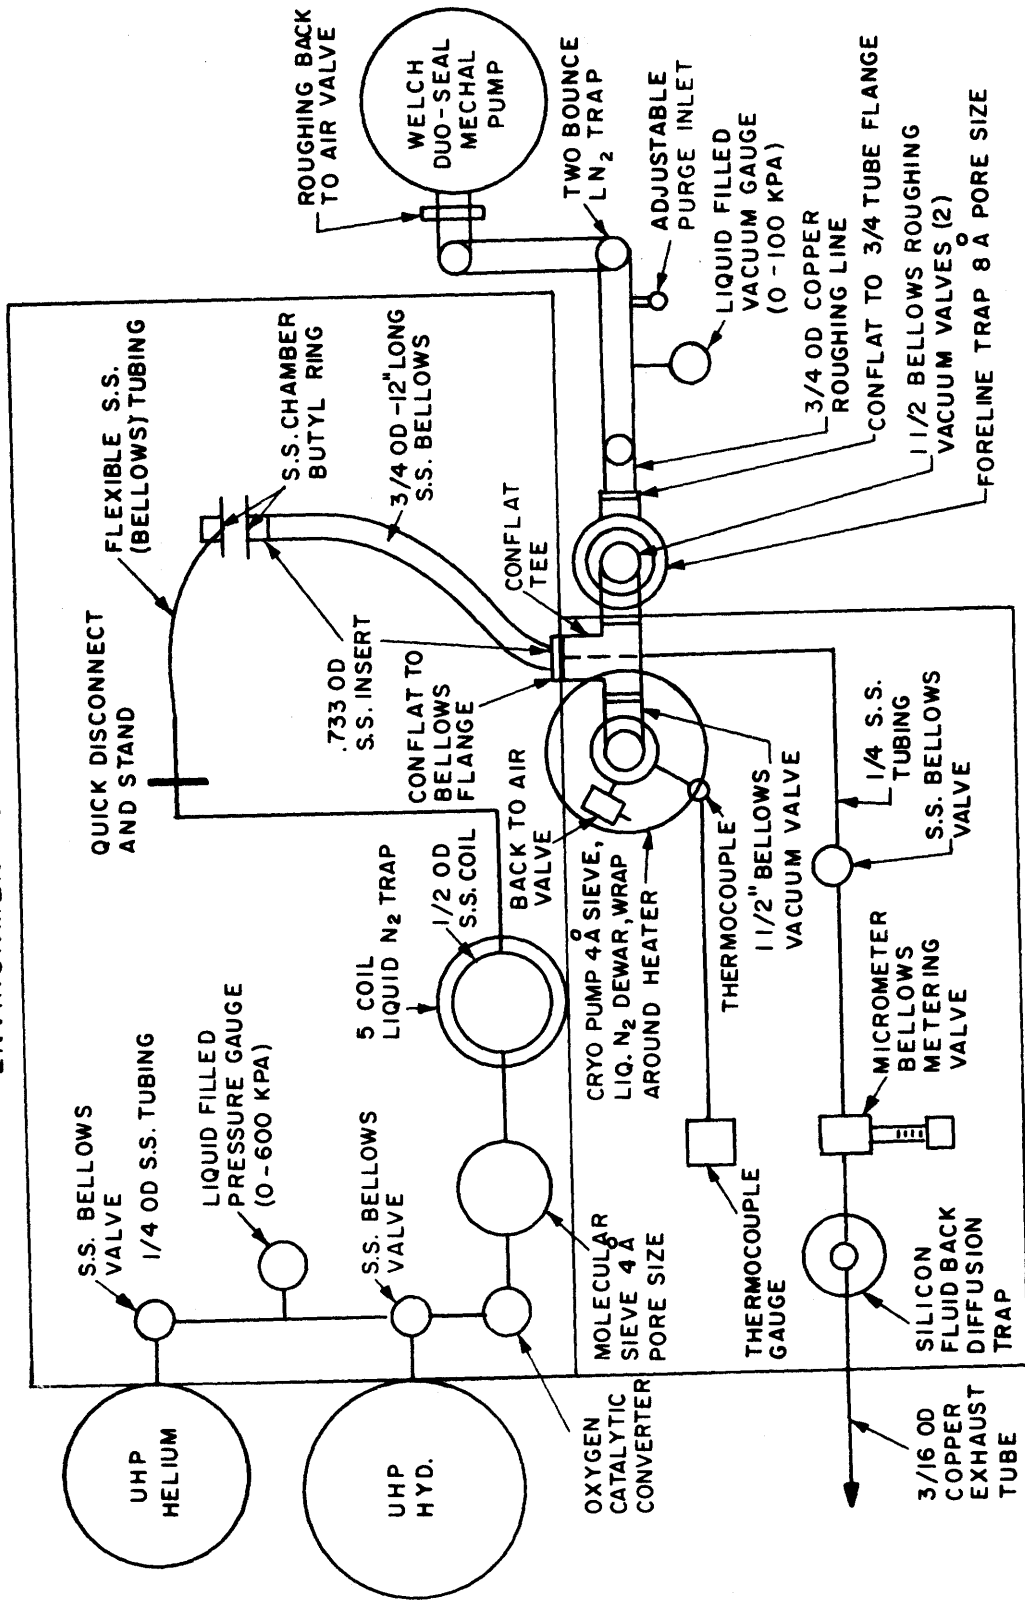 UHP
HELIUM
UHP
HYD.
S.S. BELLOWS
VALVE
1/4 OD S.S. TUBING
LIQUID FILLED
PRESSURE GAUGE
(0-600 KPA)
S.S. BELLOWS
VALVE
OXYGEN
CATALYTIC
CONVERTER
MOLECULAR
SIEVE 4 Å
PORE SIZE
5 COIL
LIQUID N₂ TRAP
1/2 OD
S.S. COIL
QUICK DISCONNECT
AND STAND
FLEXIBLE S.S.
(BELLOWS) TUBING
S.S. CHAMBER
BUTYL RING
3/4 OD -12" LONG
S.S. BELLOWS
.733 OD
S.S. INSERT
CONFLAT TO
BELLOWS
FLANGE
CONFLAT
TEE
BACK TO AIR
VALVE
CRYO PUMP 4Å SIEVE,
LIQ. N₂ DEWAR, WRAP
AROUND HEATER
THERMOCOUPLE
1 1/2" BELLOWS
VACUUM VALVE
THERMOCOUPLE
GAUGE
1/4 S.S.
TUBING
S.S. BELLOWS
VALVE
MICROMETER
BELLOWS
METERING
VALVE
SILICON
FLUID BACK
DIFFUSION
TRAP
3/16 OD
COPPER
EXHAUST
TUBE
ROUGHING BACK
TO AIR VALVE
WELCH
DUO-SEAL
MECHAL
PUMP
TWO BOUNCE
LN₂ TRAP
ADJUSTABLE
PURGE INLET
LIQUID FILLED
VACUUM GAUGE
(0 -100 KPA)
3/4 OD COPPER
ROUGHING LINE
CONFLAT TO 3/4 TUBE FLANGE
1 1/2 BELLOWS ROUGHING
VACUUM VALVES (2)
FORELINE TRAP 8 Å PORE SIZE